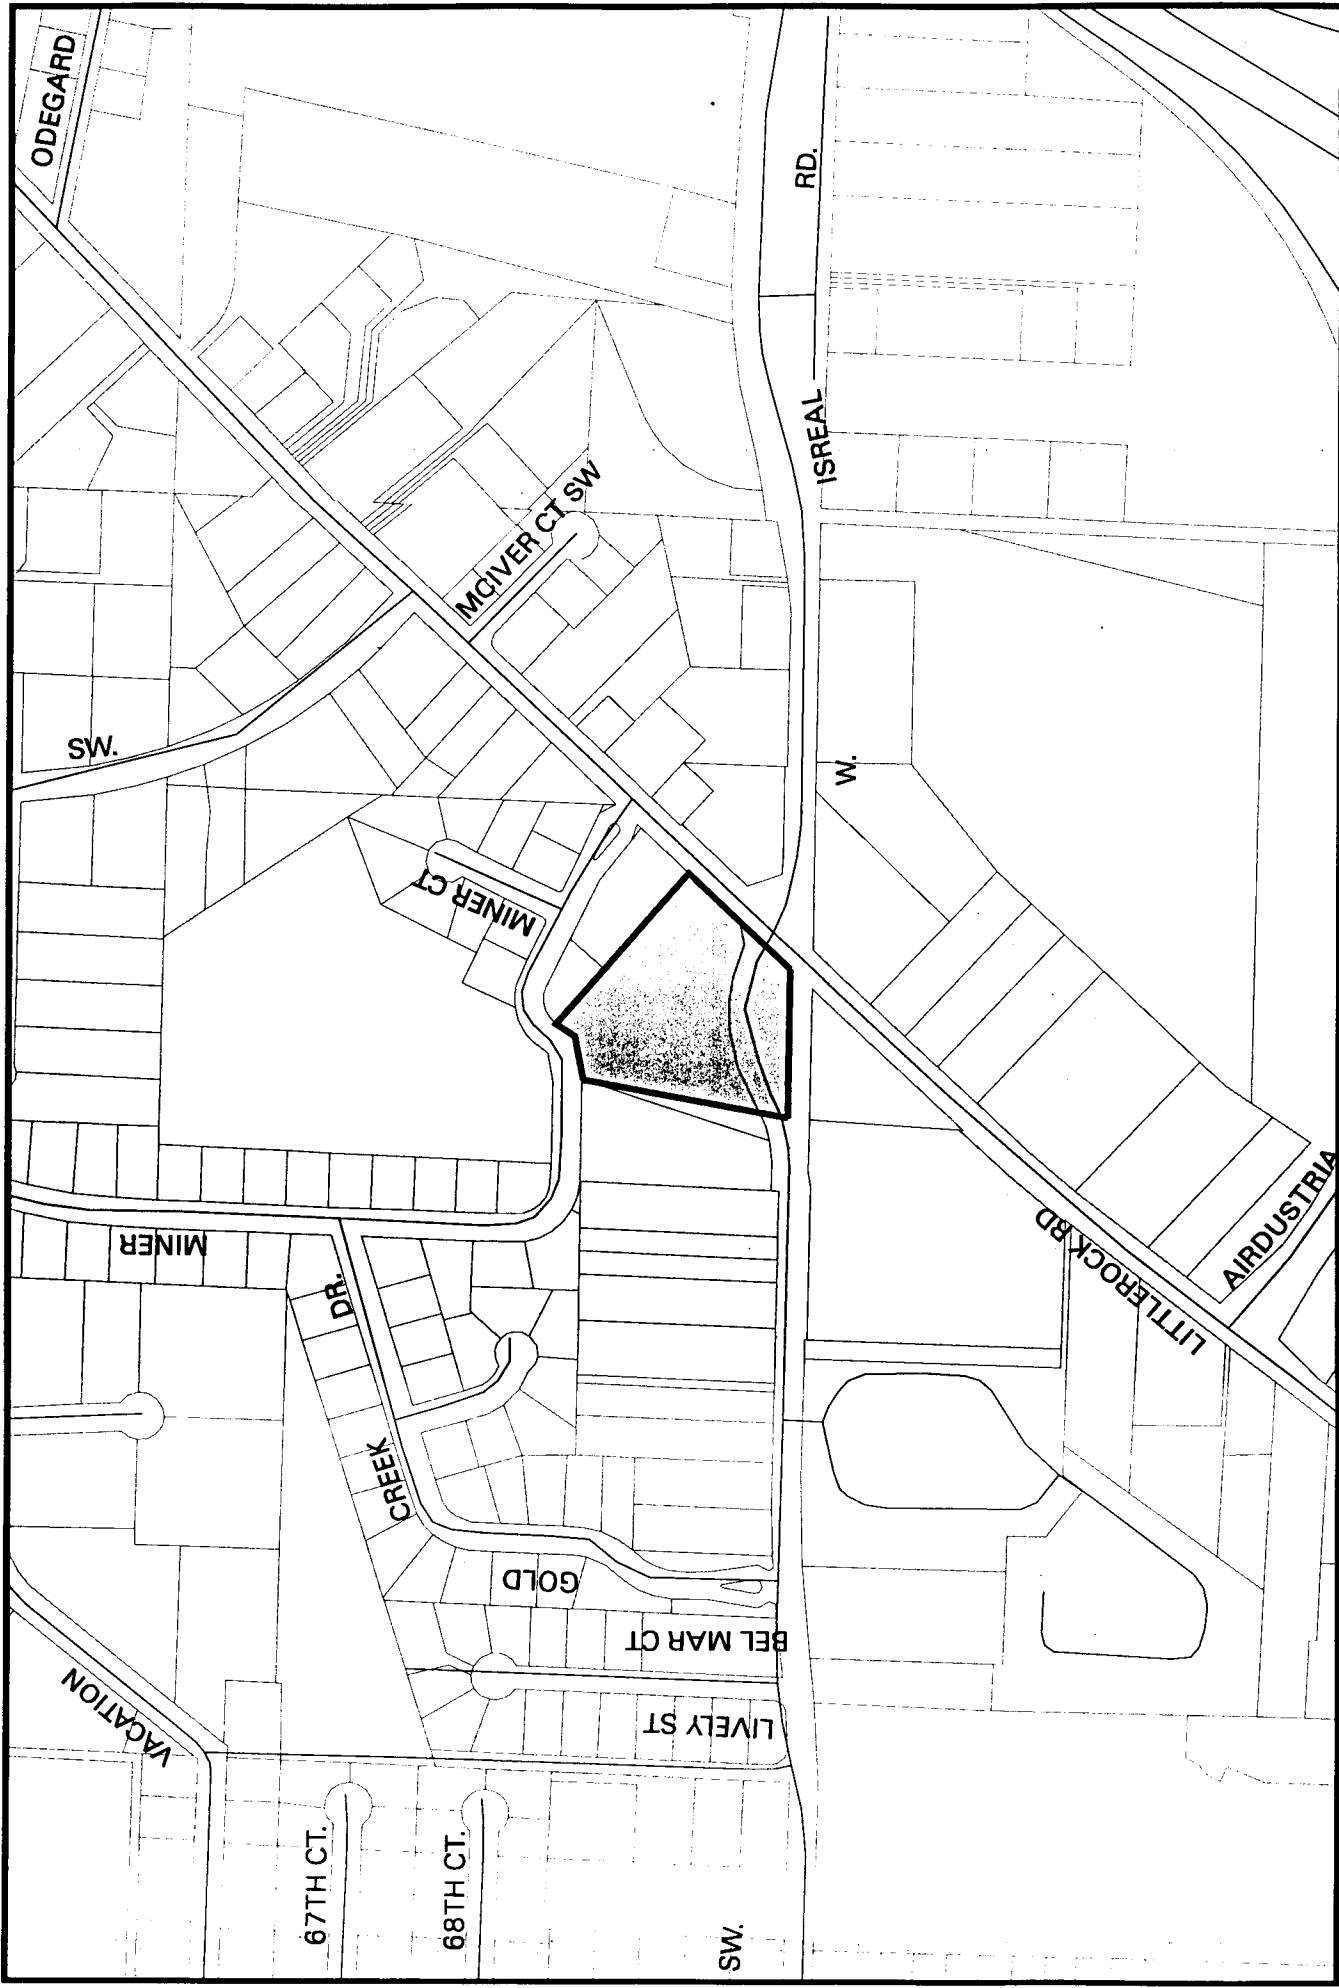 ODEGARD
RD.
ISREAL
MCIVER CT SW
SW.
W.
MINER CT
MINER
DR.
CREEK
GOLD
BEL MAR CT
LIVELY ST
VACATION
67TH CT.
68TH CT.
SW.
LITTLEROCK RD
AIRDUSTRIA